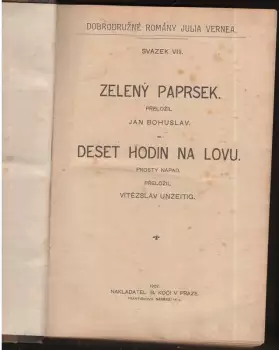 DOBRODRUŽNÉ ROMÁNY JULIA VERNEA.
SVAZEK VIII.
ZELENÝ PAPRSEK.
PŘELOŽIL
JAN BOHUSLAV.
DESET HODIN NA LOVU.
PROSTÝ NÁPAD.
PŘELOŽIL
VÍTĚZSLAV UNZEITIG.
NAKLADATEL B. KOČÍ V PRAZE.